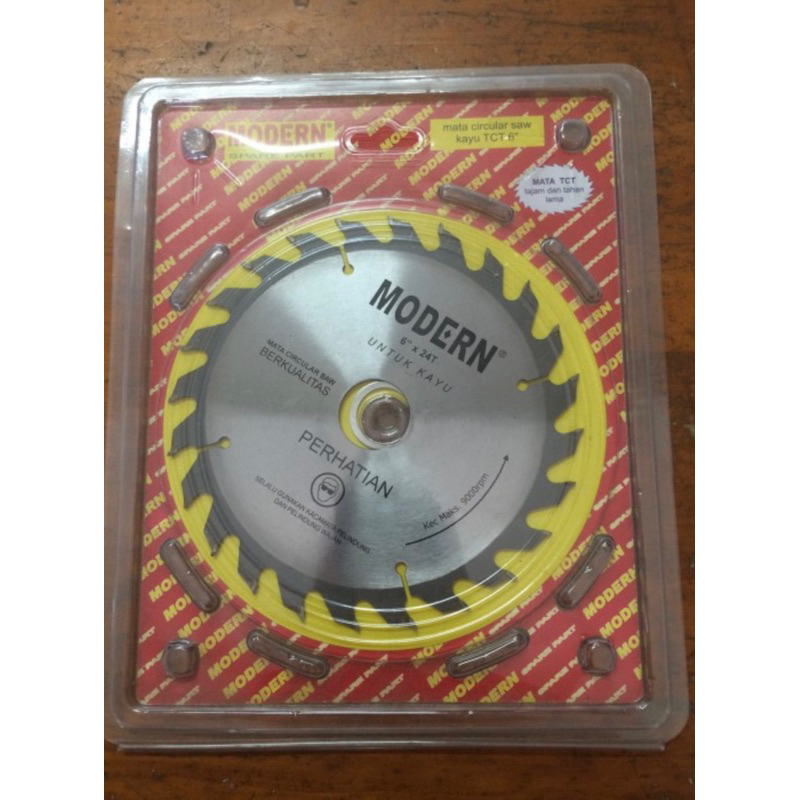 MODERN®
SPARE PART
mata circular saw
kayu TCT 6"
MATA TCT
tajam dan tahan
lama
MODERN®
6" x 24T
UNTUK KAYU
MATA CIRCULAR SAW
BERKUALITAS
PERHATIAN
SELALU GUNAKAN KACAMATA PELINDUNG
DAN PELINDUNG
Kec Maks. 9000rpm